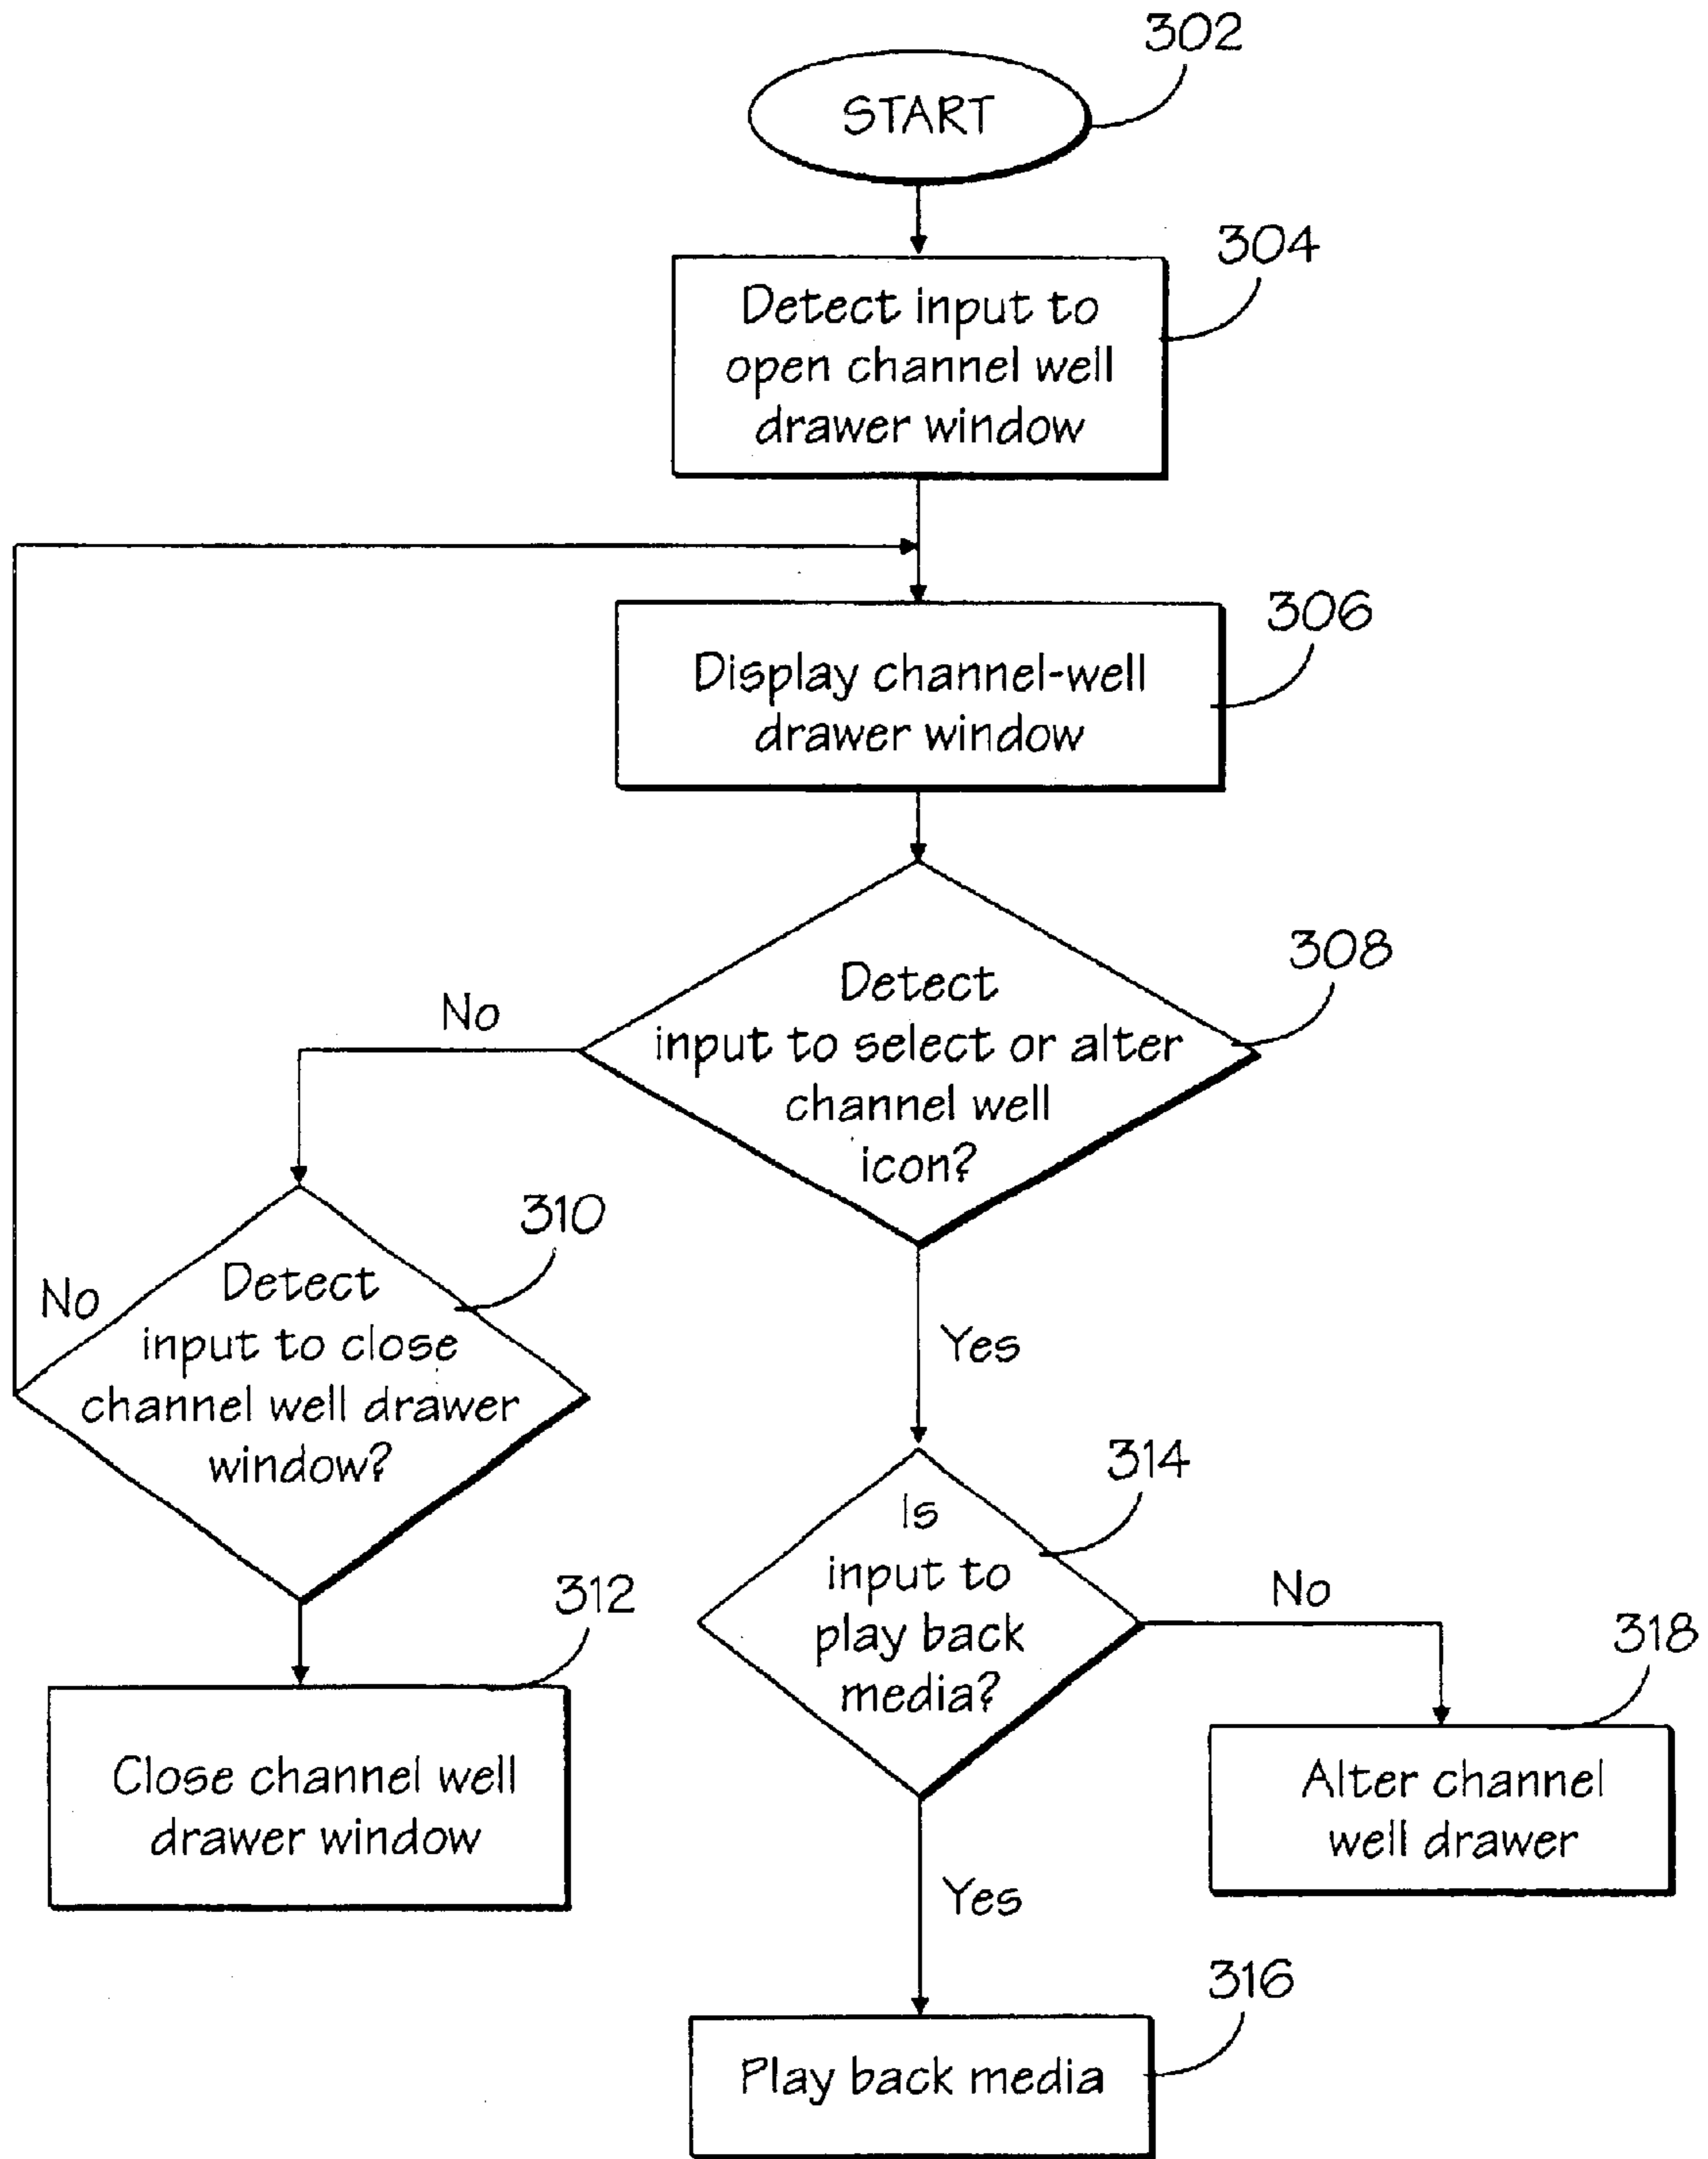 302
START
304
Detect input to
open channel well
drawer window
306
Display channel-well
drawer window
308
Detect
input to select or alter
channel well
icon?
No
310
Detect
input to close
channel well drawer
window?
No
Yes
312
Close channel well
drawer window
314
Is
input to
play back
media?
No
318
Alter channel
well drawer
Yes
316
Play back media